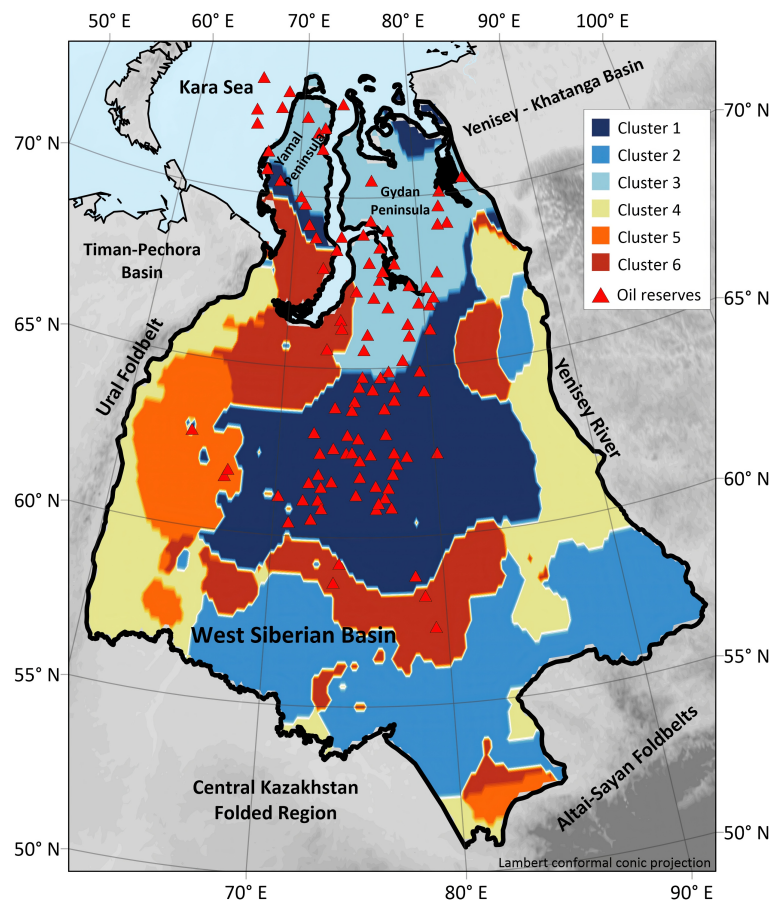 50° E 60° E 70° E 80° E 90° E 100° E
Kara Sea
Yenisey - Khatanga Basin
70° N
70° N
Cluster 1
Cluster 2
Cluster 3
Cluster 4
Cluster 5
Cluster 6
Oil reserves
Yamal
Peninsula
Gydan
Peninsula
Timan-Pechora
Basin
65° N
65° N
Ural Foldbelt
Yenisey River
60° N
60° N
West Siberian Basin
55° N
55° N
Central Kazakhstan
Folded Region
Altai-Sayan Foldbelts
50° N
50° N
Lambert conformal conic projection
70° E 80° E 90° E